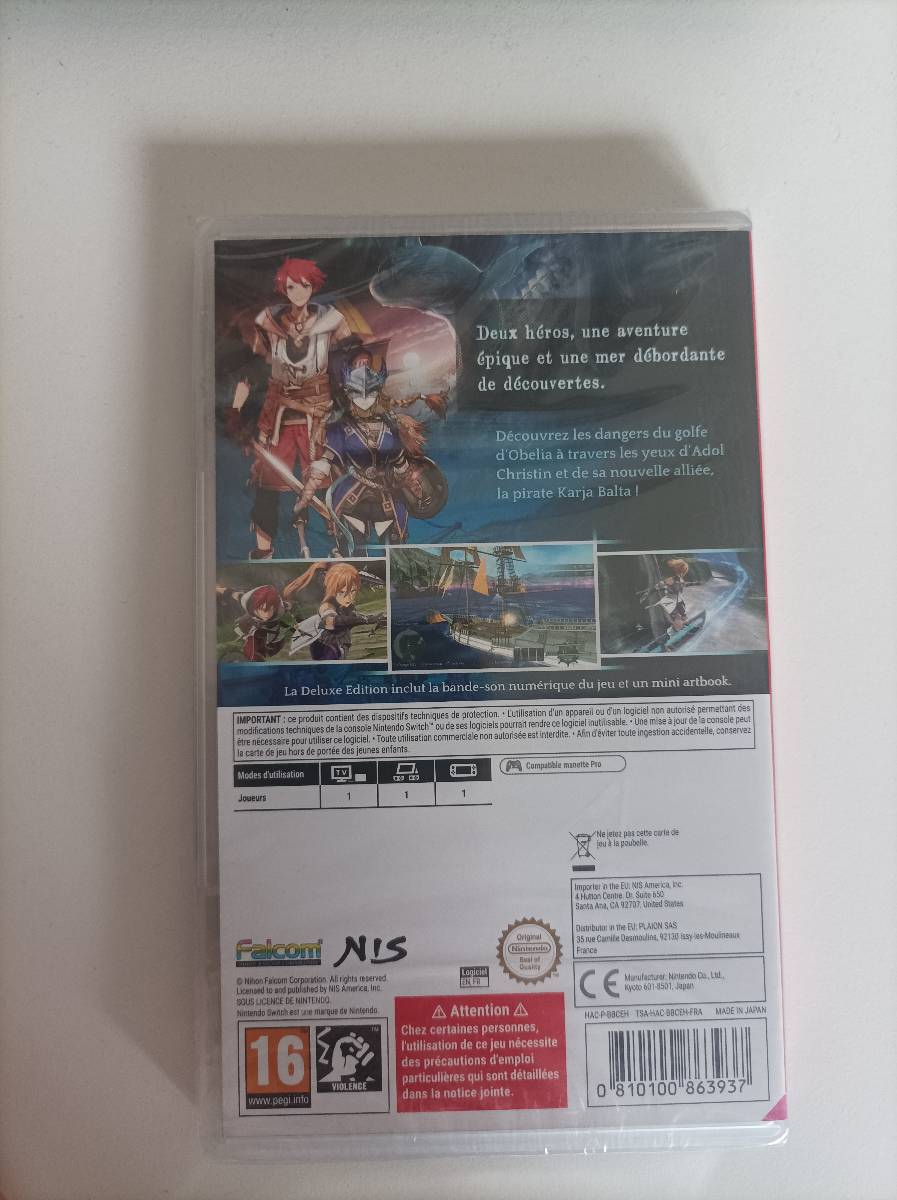 Deux héros, une aventure
épique et une mer débordante
de découvertes.
Découvrez les dangers du golfe
d'Obelia à travers les yeux d'Adol
Christin et de sa nouvelle alliée,
la pirate Karja Balta !
La Deluxe Edition inclut la bande-son numérique du jeu et un mini artbook.
IMPORTANT : ce produit contient des dispositifs techniques de protection. • L'utilisation d'un appareil ou d'un logiciel non autorisé permettant des
modifications techniques de la console Nintendo Switch™ ou de ses logiciels pourrait rendre ce logiciel inutilisable. • Une mise à jour de la console peut
être nécessaire pour utiliser ce logiciel. • Toute utilisation commerciale non autorisée est interdite. • Afin d'éviter toute ingestion accidentelle, conservez
la carte de jeu hors de portée des jeunes enfants.
Modes d'utilisation
TV
Compatible manette Pro
Joueurs 1 1 1
Ne jetez pas cette carte de
jeu à la poubelle.
Importer in the EU: NIS America, Inc.
4 Hutton Centre. Dr. Suite 650
Santa Ana, CA 92707, United States
Distributor in the EU: PLAION SAS
35 rue Camille Desmoulins, 92130 Issy-les-Moulineaux
France
Falcom
NIS
Original
Nintendo
Seal of
Quality
Logiciel
EN, FR
CE
Manufacturer: Nintendo Co., Ltd.,
Kyoto 601-8501, Japan
© Nihon Falcom Corporation. All rights reserved.
Licensed to and published by NIS America, Inc.
SOUS LICENCE DE NINTENDO.
Nintendo Switch est une marque de Nintendo.
HAC-P-BBCEH TSA-HAC-BBCEH-FRA MADE IN JAPAN
16
www.pegi.info
VIOLENCE
TM
Attention
Chez certaines personnes,
l'utilisation de ce jeu nécessite
des précautions d'emploi
particulières qui sont détaillées
dans la notice jointe.
0 810100 863937